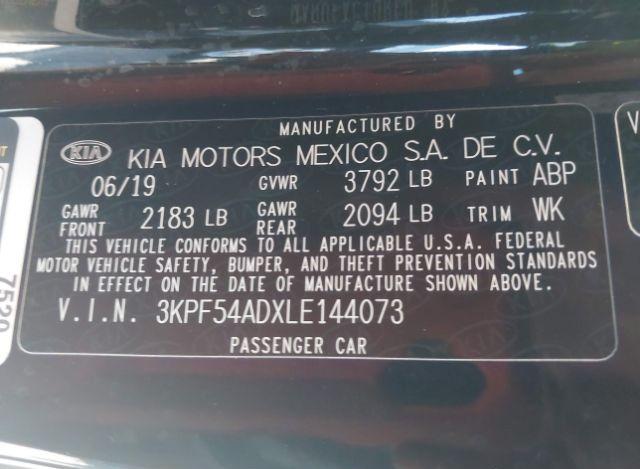 MANUFACTURED BY
KIA KIA MOTORS MEXICO S.A. DE C.V.
06/19 GVWR 3792 LB PAINT ABP
GAWR FRONT 2183 LB GAWR REAR 2094 LB TRIM WK
THIS VEHICLE CONFORMS TO ALL APPLICABLE U.S.A. FEDERAL
MOTOR VEHICLE SAFETY, BUMPER, AND THEFT PREVENTION STANDARDS
IN EFFECT ON THE DATE OF MANUFACTURE SHOWN ABOVE.
V.I.N. 3KPF54ADXLE144073
PASSENGER CAR
7520
V